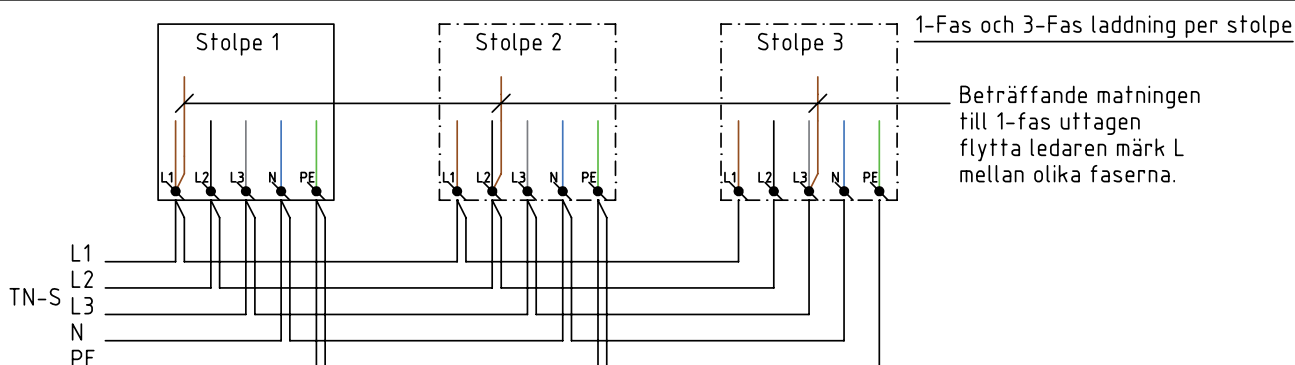 Stolpe 1
Stolpe 2
Stolpe 3
1-Fas och 3-Fas laddning per stolpe
Beträffande matningen
till 1-fas uttagen
flytta ledaren märk L
mellan olika faserna.
L1 L2 L3 N PE
L1 L2 L3 N PE
L1 L2 L3 N PE
TN-S
L1
L2
L3
N
PE